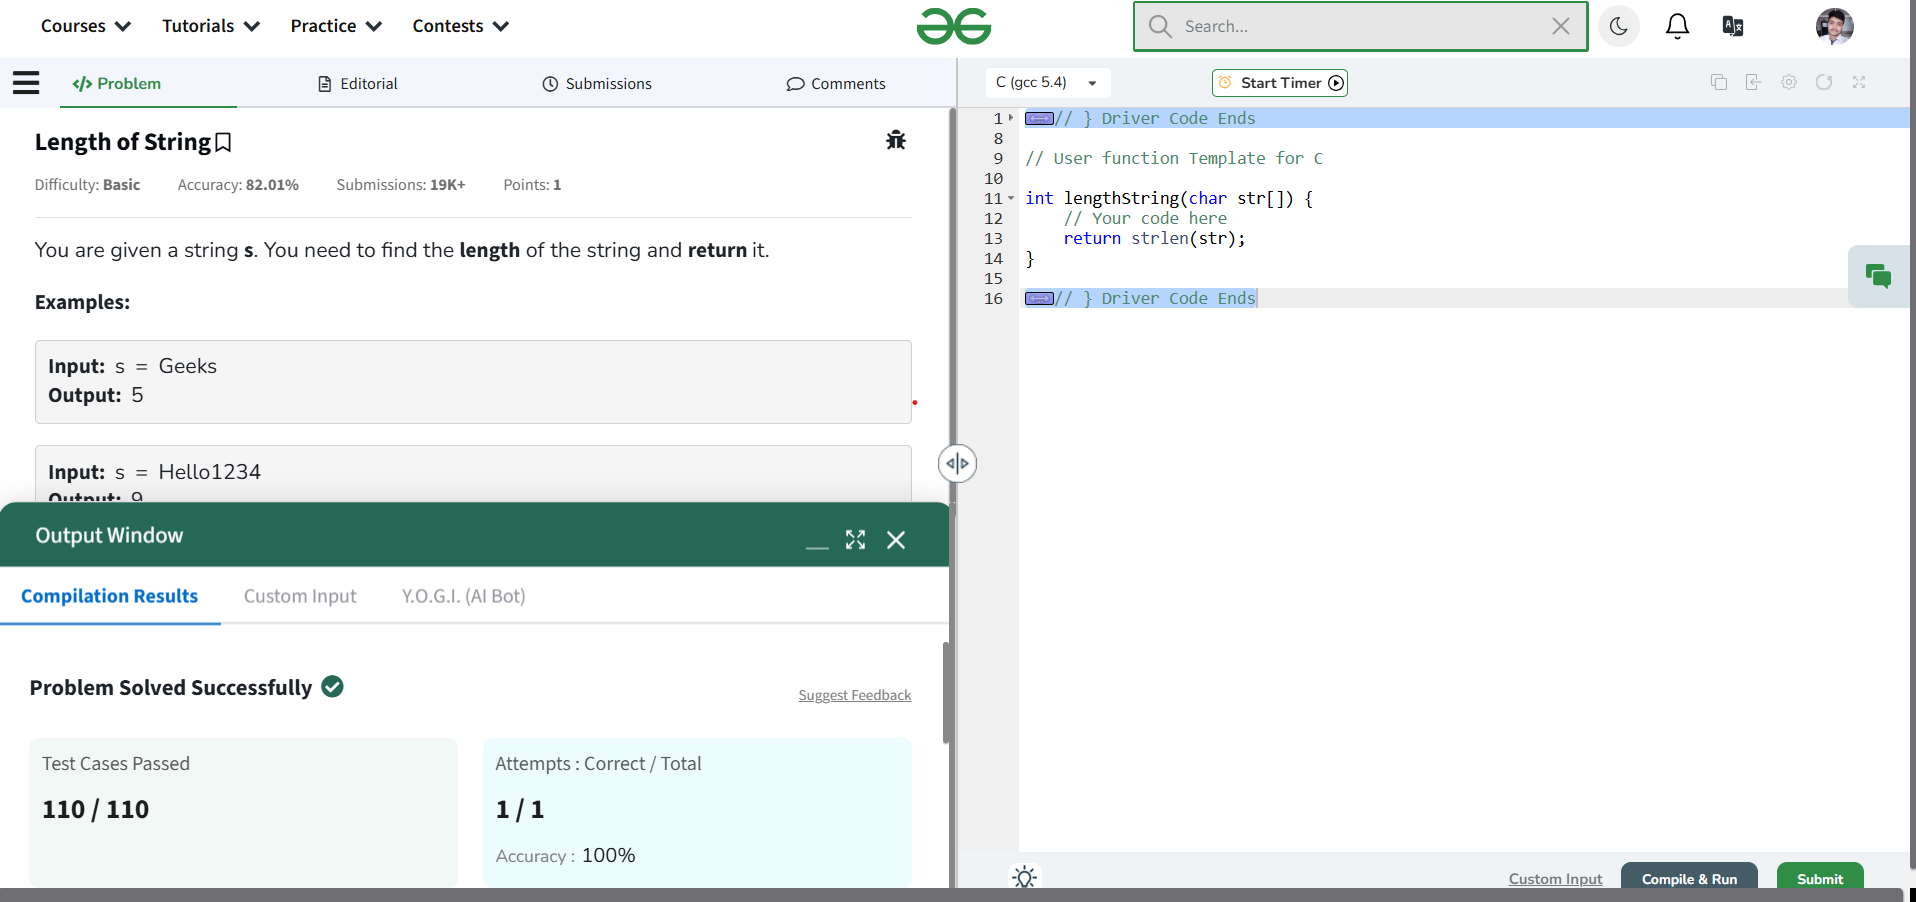 Courses Tutorials Practice Contests
Search...
Problem Editorial Submissions Comments
Length of String
Difficulty: Basic Accuracy: 82.01% Submissions: 19K+ Points: 1
You are given a string s. You need to find the length of the string and return it.
Examples:
Input: s = Geeks
Output: 5
Input: s = Hello1234
Output: 9
Output Window
Compilation Results Custom Input Y.O.G.I. (AI Bot)
Problem Solved Successfully
Suggest Feedback
Test Cases Passed
110 / 110
Attempts : Correct / Total
1 / 1
Accuracy : 100%
C (gcc 5.4) Start Timer
1 // } Driver Code Ends
8
9 // User function Template for C
10
11 int lengthString(char str[]) {
12 // Your code here
13 return strlen(str);
14 }
15
16 // } Driver Code Ends
Custom Input Compile & Run Submit